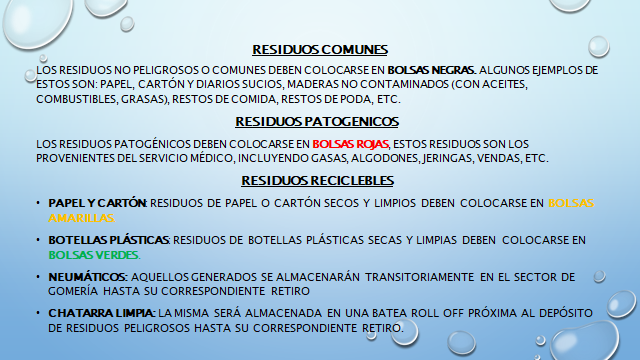 RESIDUOS COMUNES
LOS RESIDUOS NO PELIGROSOS O COMUNES DEBEN COLOCARSE EN BOLSAS NEGRAS. ALGUNOS EJEMPLOS DE
ESTOS SON: PAPEL, CARTÓN Y DIARIOS SUCIOS, MADERAS NO CONTAMINADOS (CON ACEITES,
COMBUSTIBLES, GRASAS), RESTOS DE COMIDA, RESTOS DE PODA, ETC.
RESIDUOS PATOGENICOS
LOS RESIDUOS PATOGÉNICOS DEBEN COLOCARSE EN BOLSAS ROJAS, ESTOS RESIDUOS SON LOS
PROVENIENTES DEL SERVICIO MÉDICO, INCLUYENDO GASAS, ALGODONES, JERINGAS, VENDAS, ETC.
RESIDUOS RECICLEBLES
• PAPEL Y CARTÓN: RESIDUOS DE PAPEL O CARTÓN SECOS Y LIMPIOS DEBEN COLOCARSE EN BOLSAS
AMARILLAS
• BOTELLAS PLÁSTICAS: RESIDUOS DE BOTELLAS PLÁSTICAS SECAS Y LIMPIAS DEBEN COLOCARSE EN
BOLSAS VERDES.
• NEUMÁTICOS: AQUELLOS GENERADOS SE ALMACENARÁN TRANSITORIAMENTE EN EL SECTOR DE
GOMERÍA HASTA SU CORRESPONDIENTE RETIRO
• CHATARRA LIMPIA: LA MISMA SERÁ ALMACENADA EN UNA BATEA ROLL OFF PRÓXIMA AL DEPÓSITO
DE RESIDUOS PELIGROSOS HASTA SU CORRESPONDIENTE RETIRO.